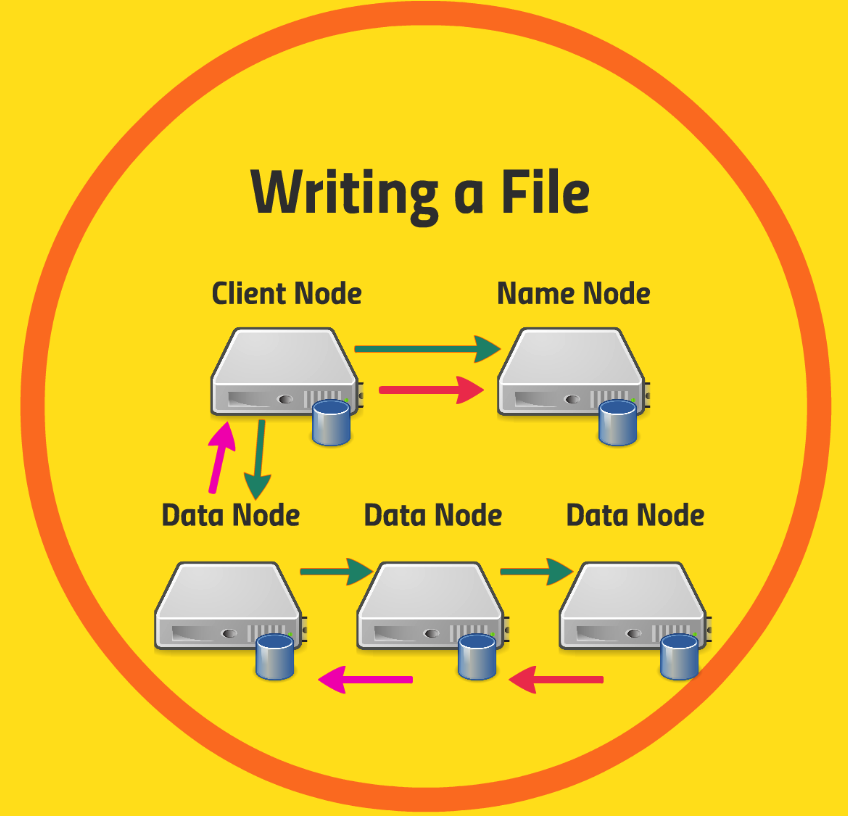 Writing a File
Client Node
Name Node
Data Node
Data Node
Data Node